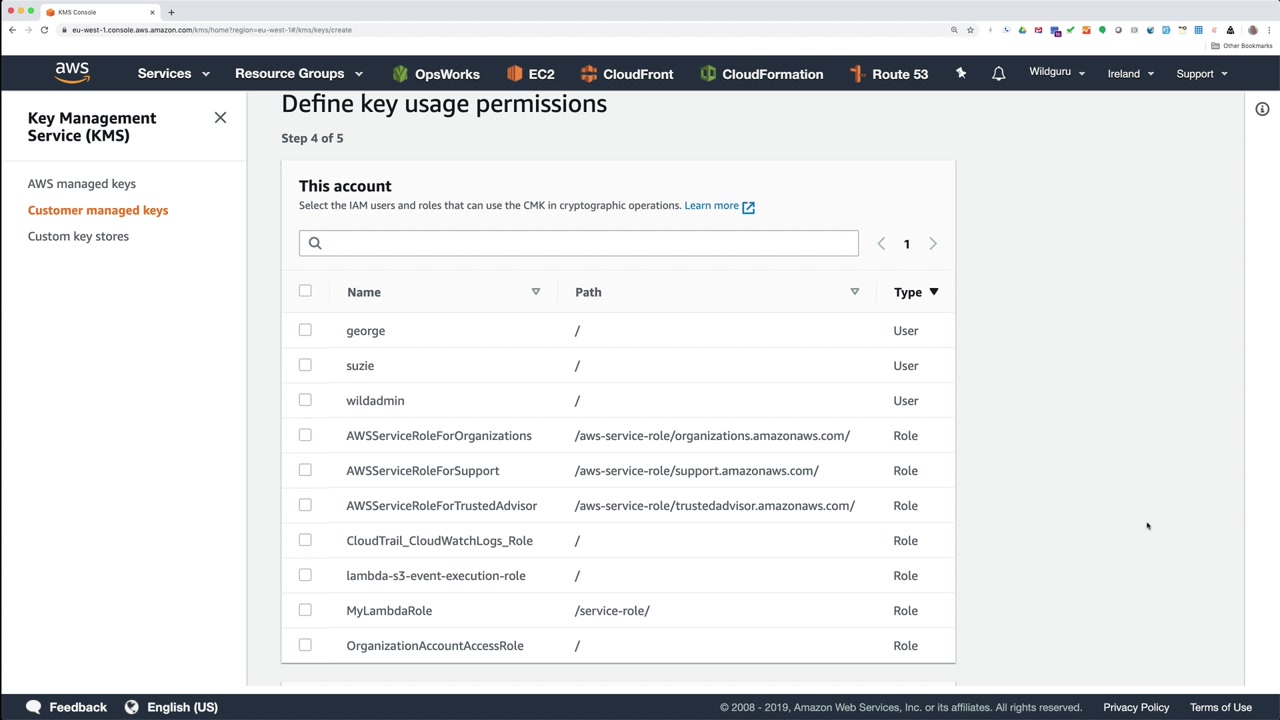 KMS Console
eu-west-1.console.aws.amazon.com/kms/home?region=eu-west-1#/kms/keys/create
Other Bookmarks
aws
Services
Resource Groups
OpsWorks
EC2
CloudFront
CloudFormation
Route 53
Wildguru
Ireland
Support
Key Management
Service (KMS)
AWS managed keys
Customer managed keys
Custom key stores
Define key usage permissions
Step 4 of 5
This account
Select the IAM users and roles that can use the CMK in cryptographic operations. Learn more
1
Name Path Type
george / User
suzie / User
wildadmin / User
AWSServiceRoleForOrganizations /aws-service-role/organizations.amazonaws.com/ Role
AWSServiceRoleForSupport /aws-service-role/support.amazonaws.com/ Role
AWSServiceRoleForTrustedAdvisor /aws-service-role/trustedadvisor.amazonaws.com/ Role
CloudTrail_CloudWatchLogs_Role / Role
lambda-s3-event-execution-role / Role
MyLambdaRole /service-role/ Role
OrganizationAccountAccessRole / Role
Feedback
English (US)
© 2008 - 2019, Amazon Web Services, Inc. or its affiliates. All rights reserved.
Privacy Policy
Terms of Use